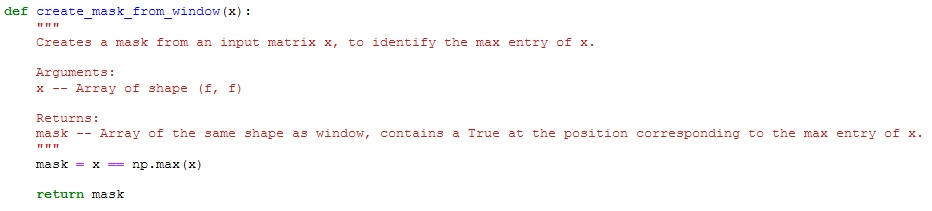 def create_mask_from_window(x):
    """
    Creates a mask from an input matrix x, to identify the max entry of x.
    Arguments:
    x -- Array of shape (f, f)
    Returns:
    mask -- Array of the same shape as window, contains a True at the position corresponding to the max entry of x.
    """
    mask = x == np.max(x)
    return mask